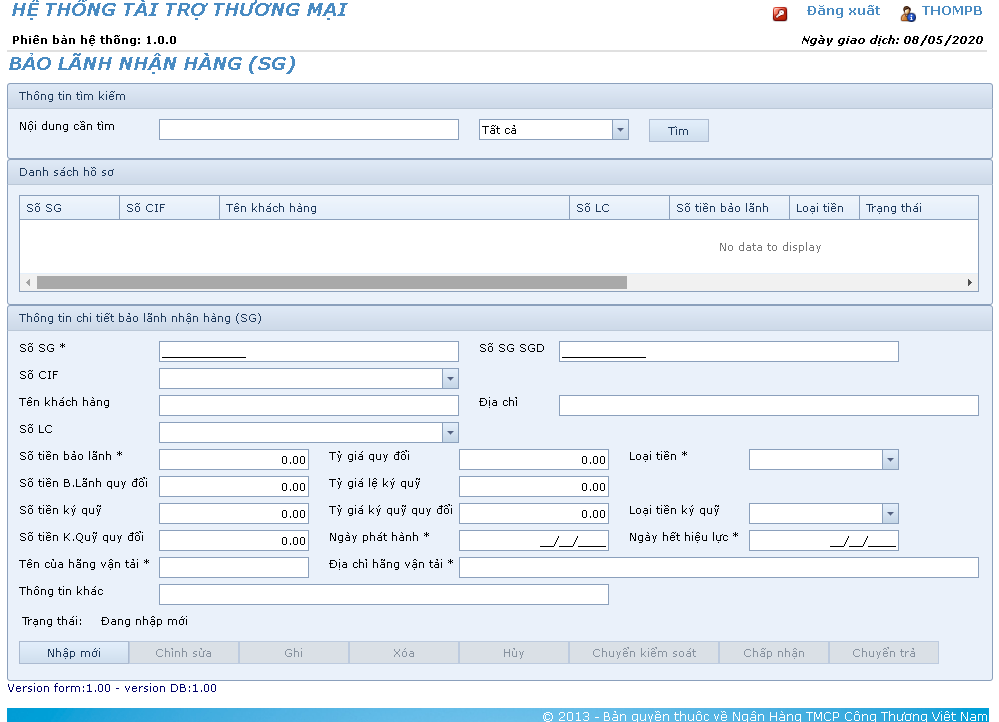 HỆ THỐNG TÀI TRỢ THƯƠNG MẠI
Đăng xuất THOMPB
Phiên bản hệ thống: 1.0.0 Ngày giao dịch: 08/05/2020
BẢO LÃNH NHẬN HÀNG (SG)
Thông tin tìm kiếm
Nội dung cần tìm Tất cả Tìm
Danh sách hồ sơ
Số SG Số CIF Tên khách hàng Số LC Số tiền bảo lãnh Loại tiền Trạng thái
No data to display
Thông tin chi tiết bảo lãnh nhận hàng (SG)
Số SG * ____________ Số SG SGD ____________
Số CIF
Tên khách hàng Địa chỉ
Số LC
Số tiền bảo lãnh * 0.00 Tỷ giá quy đổi 0.00 Loại tiền *
Số tiền B.Lãnh quy đổi 0.00 Tỷ giá lệ ký quỹ 0.00
Số tiền ký quỹ 0.00 Tỷ giá ký quỹ quy đổi 0.00 Loại tiền ký quỹ
Số tiền K.Quỹ quy đổi 0.00 Ngày phát hành * __/__/____ Ngày hết hiệu lực * __/__/____
Tên của hãng vận tải * Địa chỉ hãng vận tải *
Thông tin khác
Trạng thái: Đang nhập mới
Nhập mới Chỉnh sửa Ghi Xóa Hủy Chuyển kiểm soát Chấp nhận Chuyển trả
Version form:1.00 - version DB:1.00
© 2013 - Bản quyền thuộc về Ngân Hàng TMCP Công Thương Việt Nam